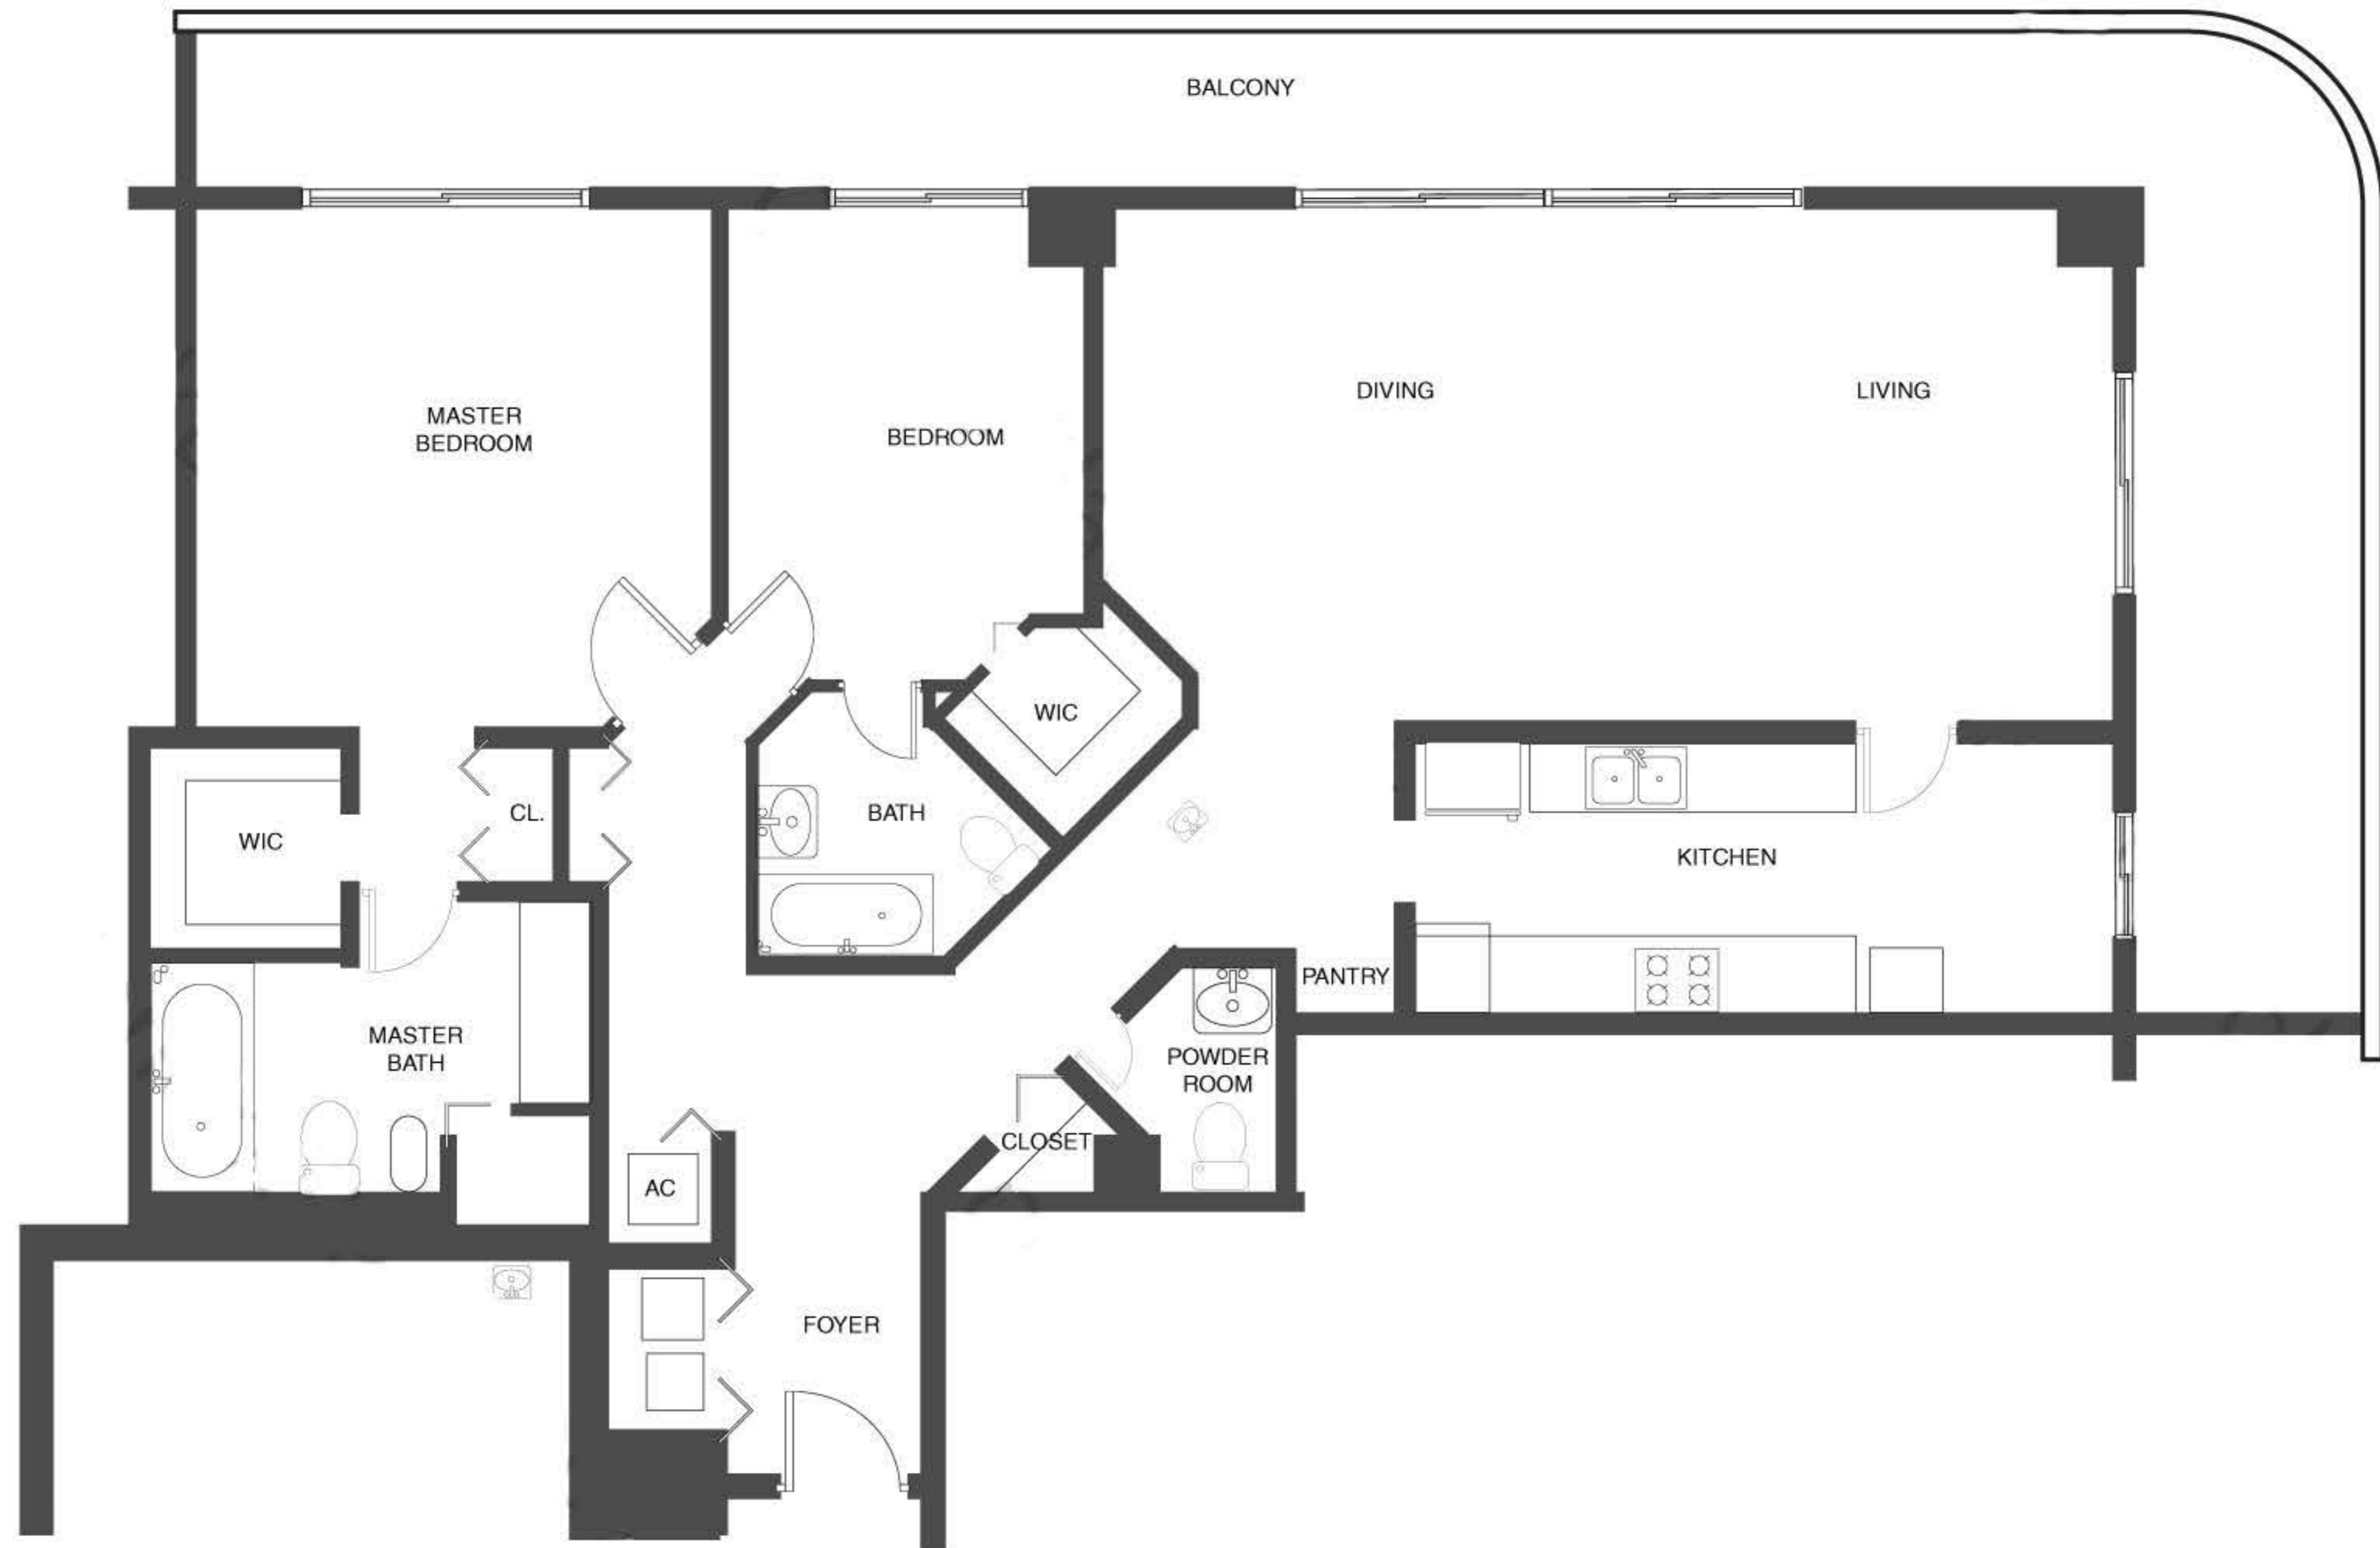 BALCONY
MASTER
BEDROOM
BEDROOM
DIVING
LIVING
WIC
WIC
CL.
BATH
KITCHEN
PANTRY
MASTER
BATH
POWDER
ROOM
CLOSET
AC
FOYER